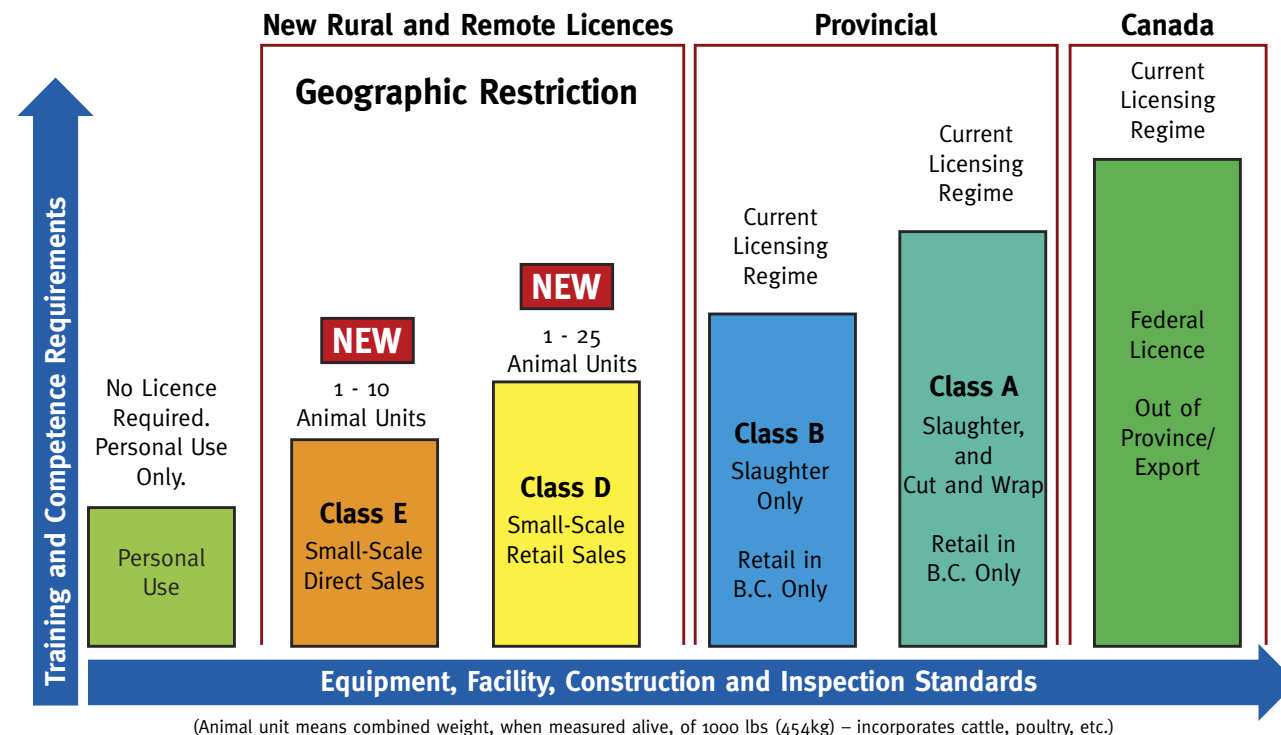 New Rural and Remote Licences
Provincial
Canada
Geographic Restriction
Training and Competence Requirements
No Licence
Required.
Personal Use
Only.
Personal
Use
NEW
1 - 10
Animal Units
Class E
Small-Scale
Direct Sales
NEW
1 - 25
Animal Units
Class D
Small-Scale
Retail Sales
Current
Licensing
Regime
Class B
Slaughter
Only
Retail in
B.C. Only
Current
Licensing
Regime
Class A
Slaughter,
and
Cut and Wrap
Retail in
B.C. Only
Current
Licensing
Regime
Federal
Licence
Out of
Province/
Export
Equipment, Facility, Construction and Inspection Standards
(Animal unit means combined weight, when measured alive, of 1000 lbs (454kg) – incorporates cattle, poultry, etc.)